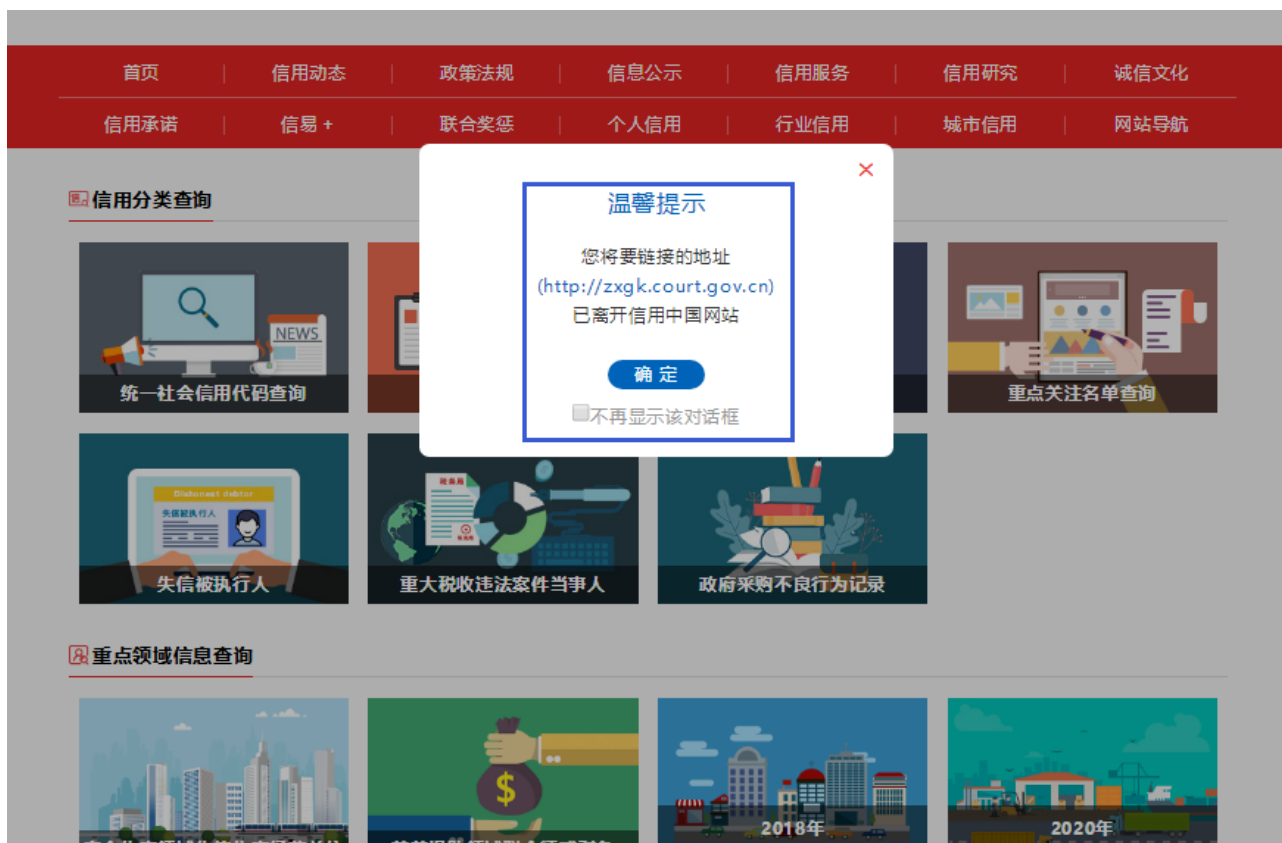 首页
信用动态
政策法规
信息公示
信用服务
信用研究
诚信文化
信用承诺
信易 +
联合奖惩
个人信用
行业信用
城市信用
网站导航
信用分类查询
温馨提示
您将要链接的地址
(http://zxgk.court.gov.cn)
已离开信用中国网站
确 定
不再显示该对话框
NEWS
统一社会信用代码查询
重点关注名单查询
Dishonest debtor
失信被执行人
失信被执行人
重大税收违法案件当事人
政府采购不良行为记录
重点领域信息查询
$
2018年
2020年